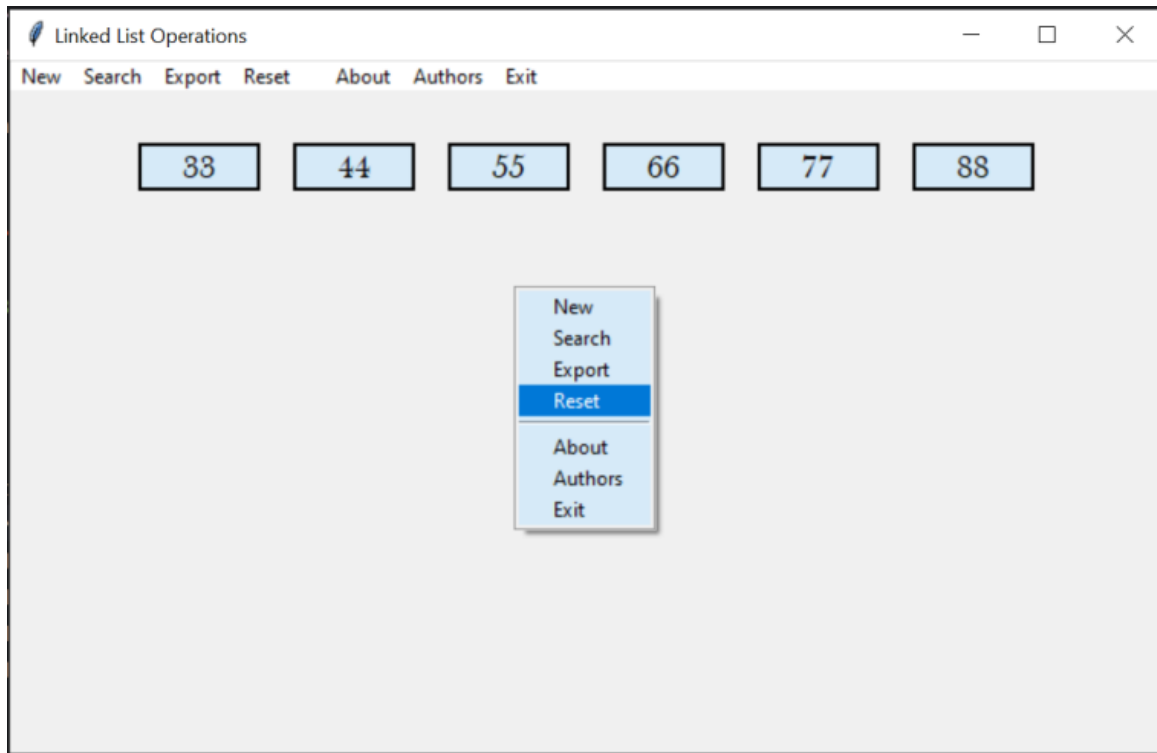 Linked List Operations
New Search Export Reset About Authors Exit
33 44 55 66 77 88
New
Search
Export
Reset
About
Authors
Exit